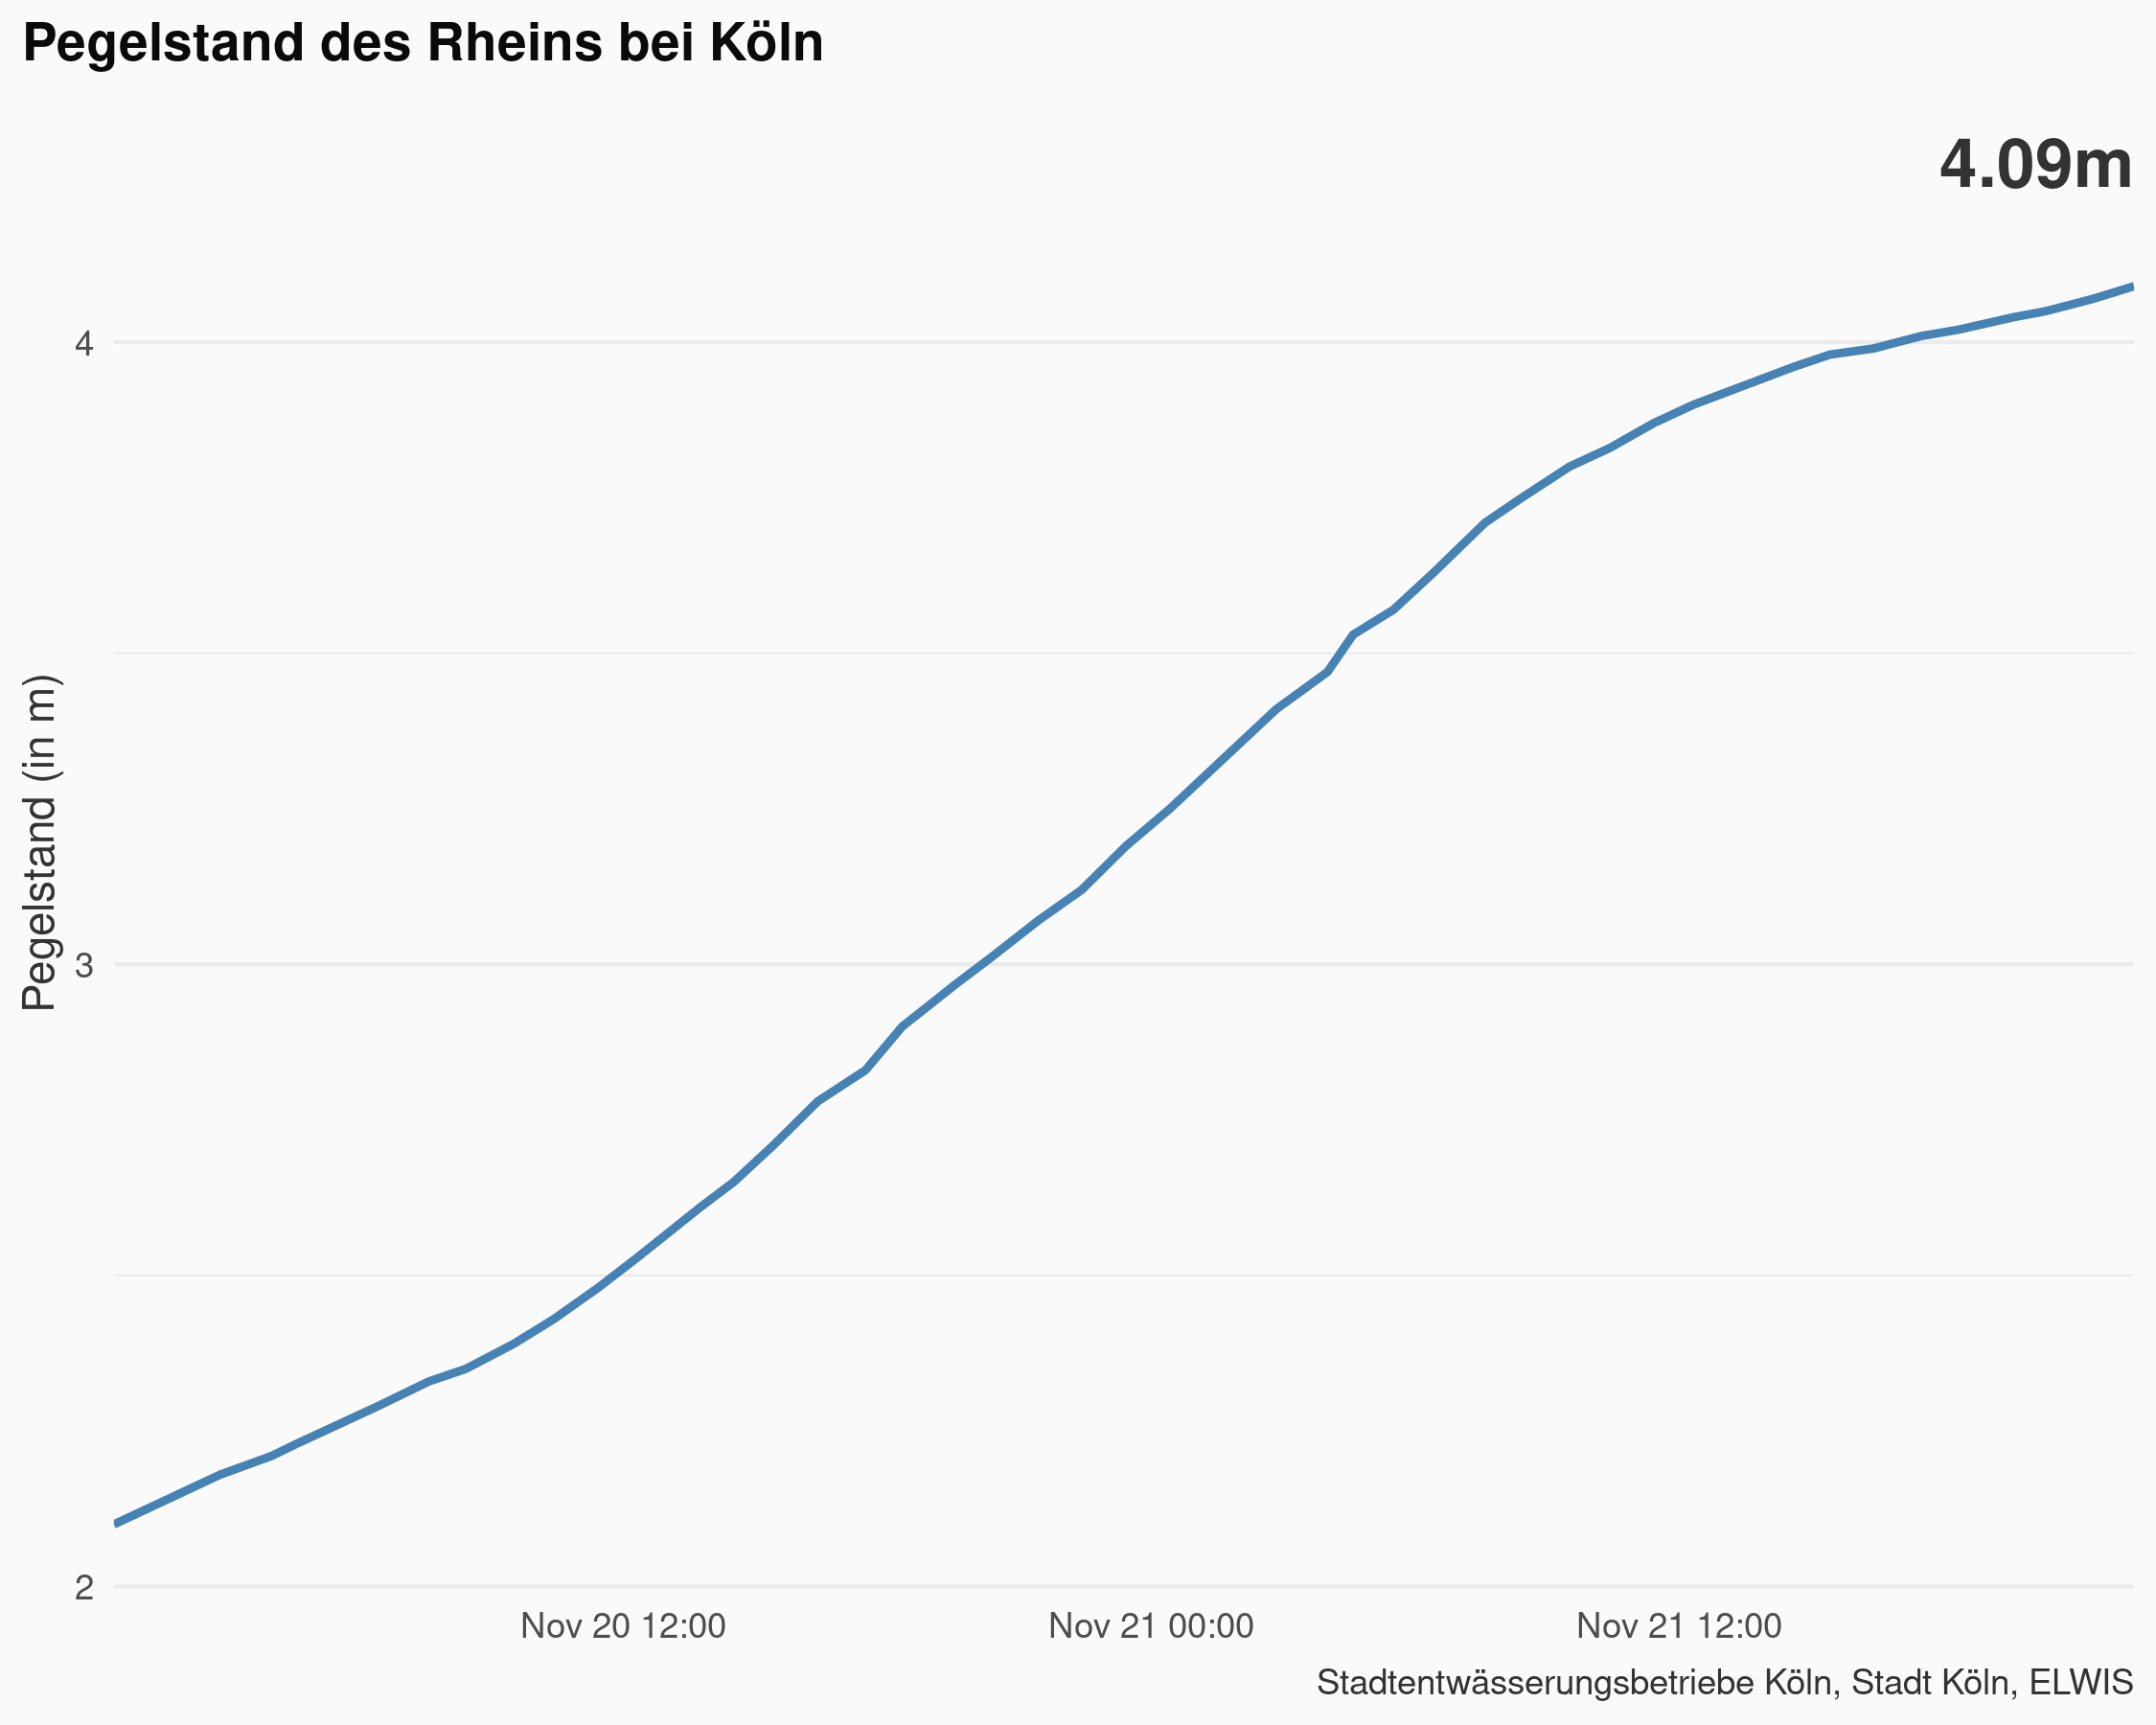 Pegelstand des Rheins bei Köln
4.09m
Pegelstand (in m)
4
3
2
Nov 20 12:00
Nov 21 00:00
Nov 21 12:00
Stadtentwässerungsbetriebe Köln, Stadt Köln, ELWIS